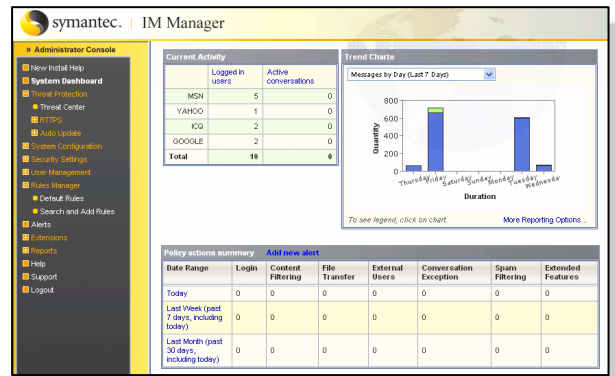 symantec. IM Manager
» Administrator Console
New Install Help
System Dashboard
Threat Protection
Threat Center
RTTPS
Auto Update
System Configuration
Security Settings
User Management
Rules Manager
Default Rules
Search and Add Rules
Alerts
Extensions
Reports
Help
Support
Logout
Current Activity
Logged in users Active conversations
MSN 5 0
YAHOO 1 0
ICQ 2 0
GOOGLE 2 0
Total 10 0
Trend Charts
Messages by Day (Last 7 Days)
Quantity
800
600
400
200
0
Thursday Friday Saturday Sunday Monday Tuesday Wednesday
Duration
To see legend, click on chart. More Reporting Options...
Policy actions summary Add new alert
Date Range Login Content Filtering File Transfer External Users Conversation Exception Spam Filtering Extended Features
Today 0 0 0 0 0 0 0
Last Week (past 7 days, including today) 0 0 0 0 0 0 0
Last Month (past 30 days, including today) 0 0 0 0 0 0 0